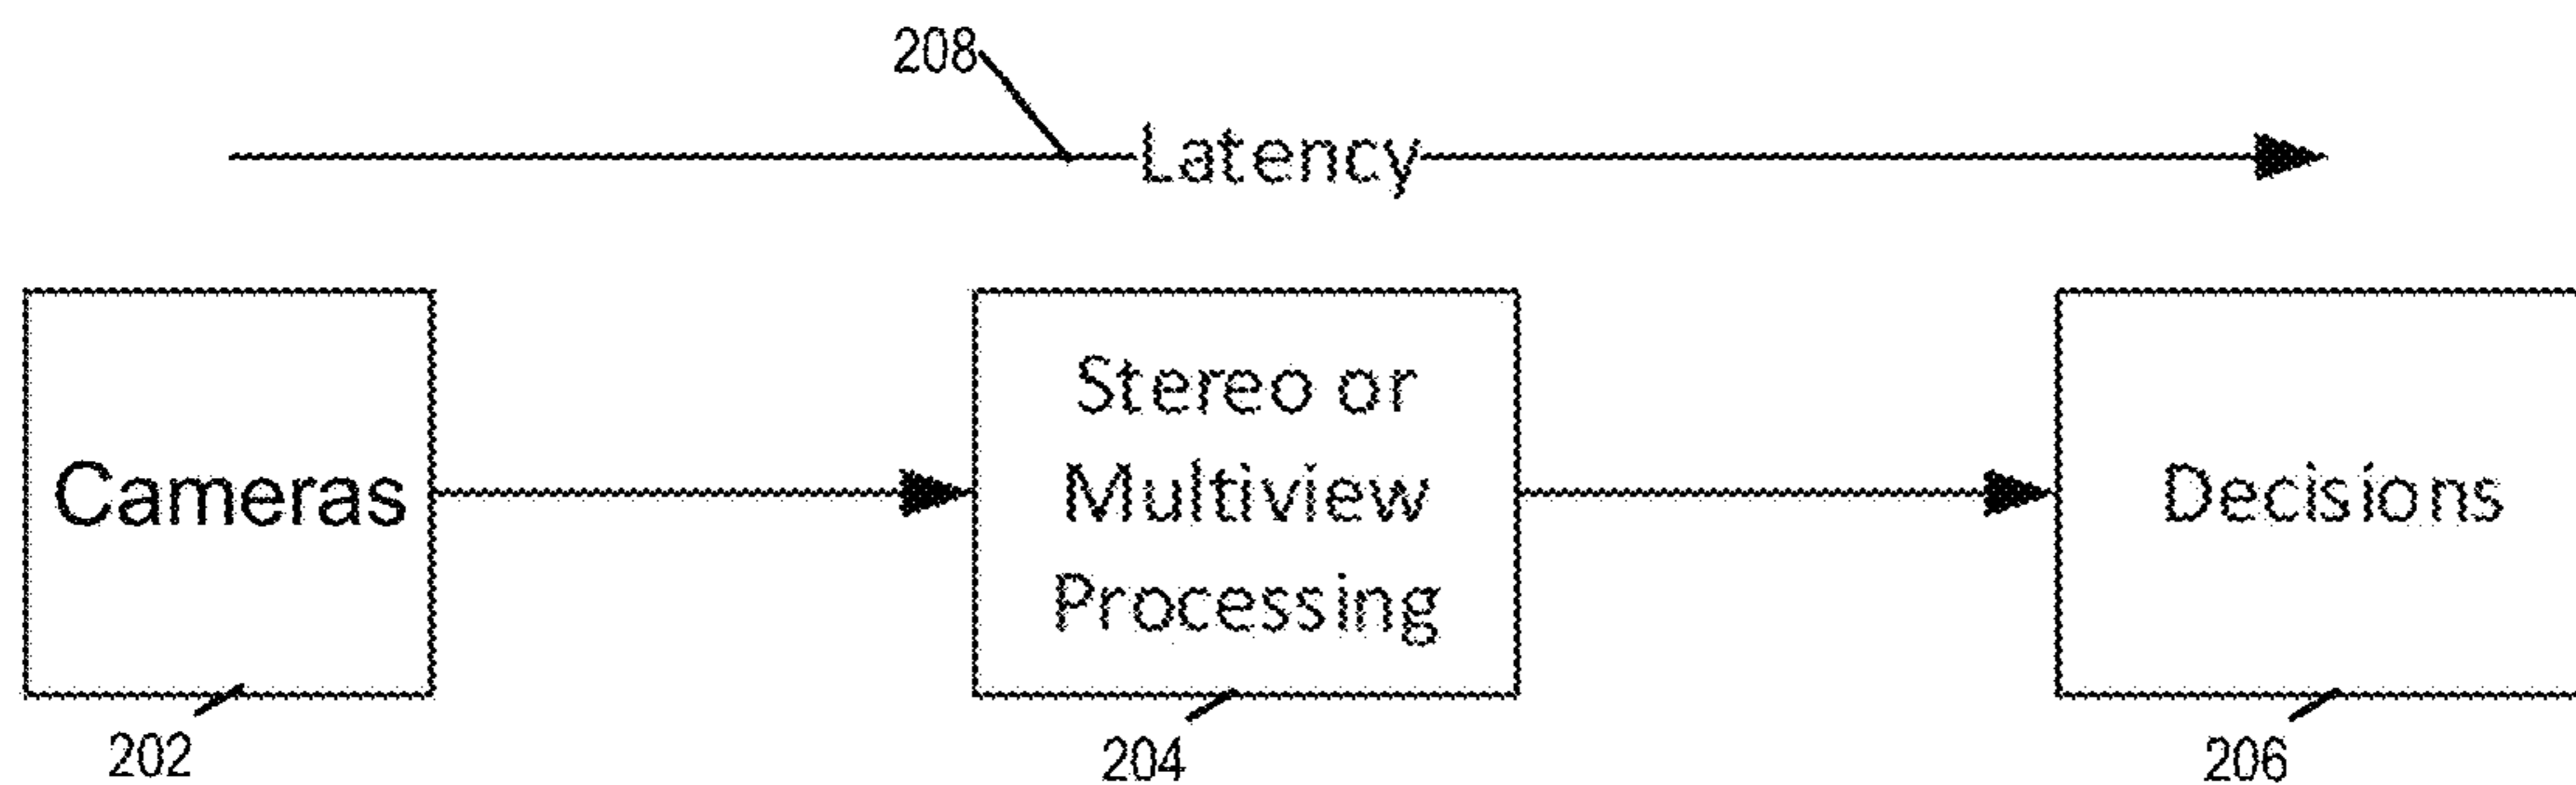 208
Latency
Cameras
Stereo or
Multiview
Processing
Decisions
202
204
206